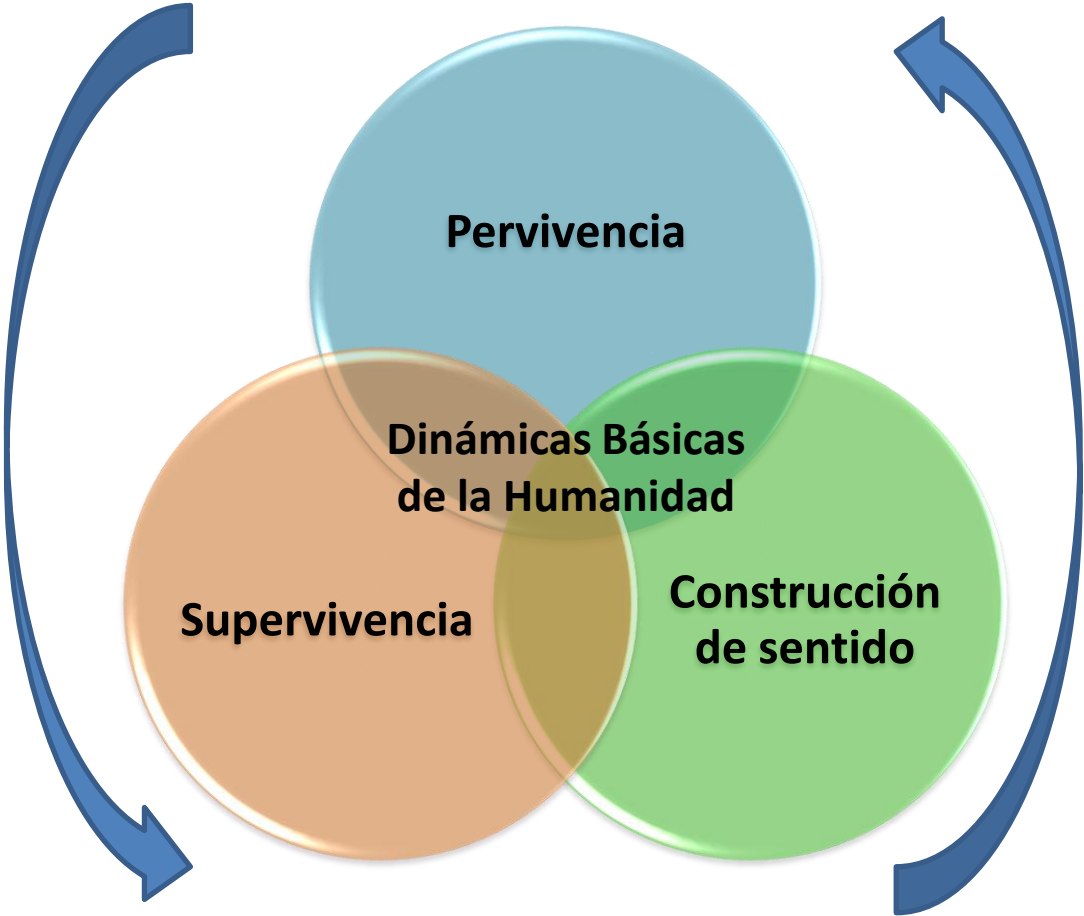 Pervivencia
Dinámicas Básicas
de la Humanidad
Supervivencia
Construcción
de sentido